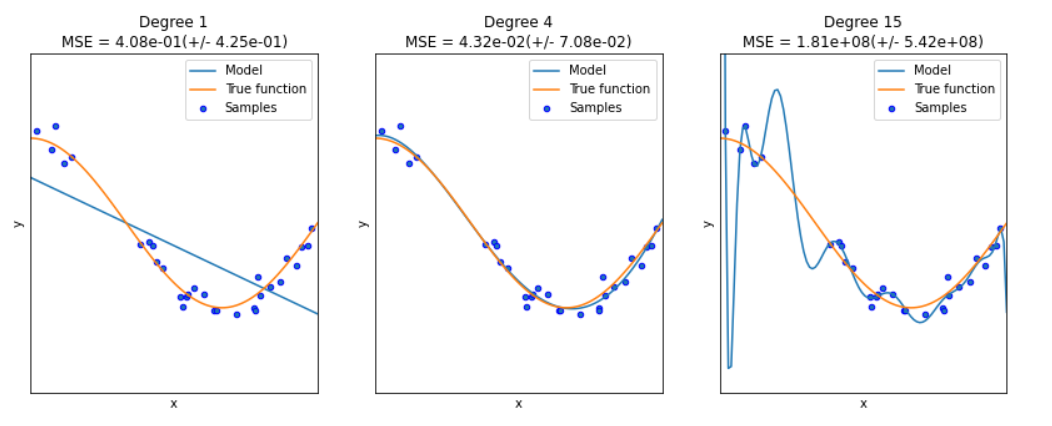 Degree 1
MSE = 4.08e-01(+/- 4.25e-01)
Model
True function
Samples
y
x
Degree 4
MSE = 4.32e-02(+/- 7.08e-02)
Model
True function
Samples
y
x
Degree 15
MSE = 1.81e+08(+/- 5.42e+08)
Model
True function
Samples
y
x